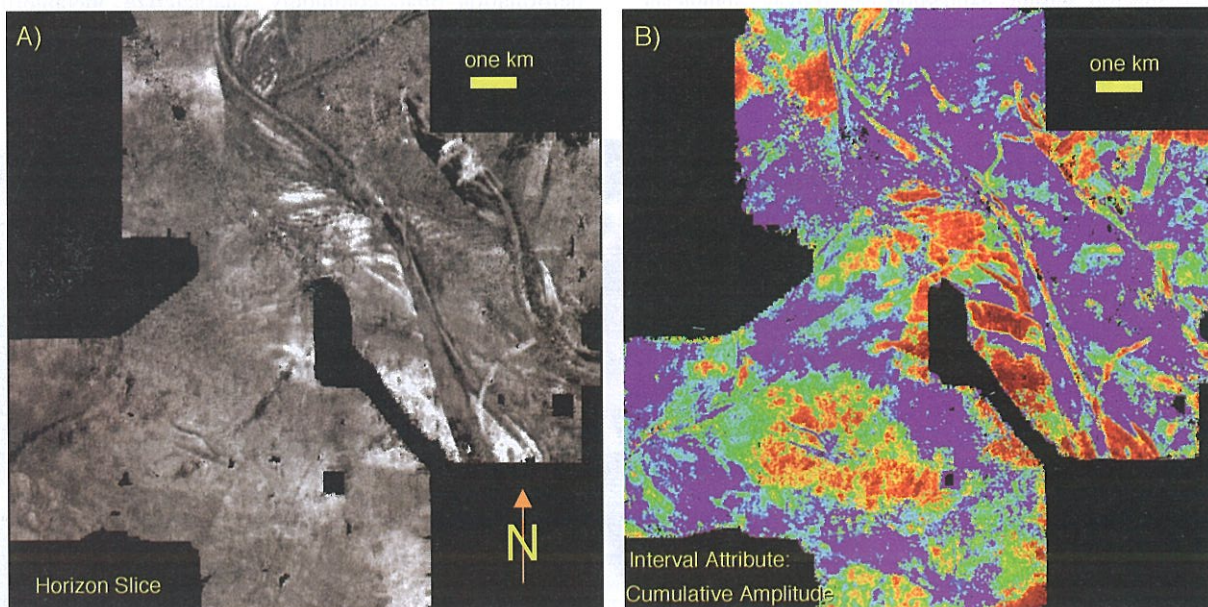 A)
one km
N
Horizon Slice
B)
one km
Interval Attribute:
Cumulative Amplitude